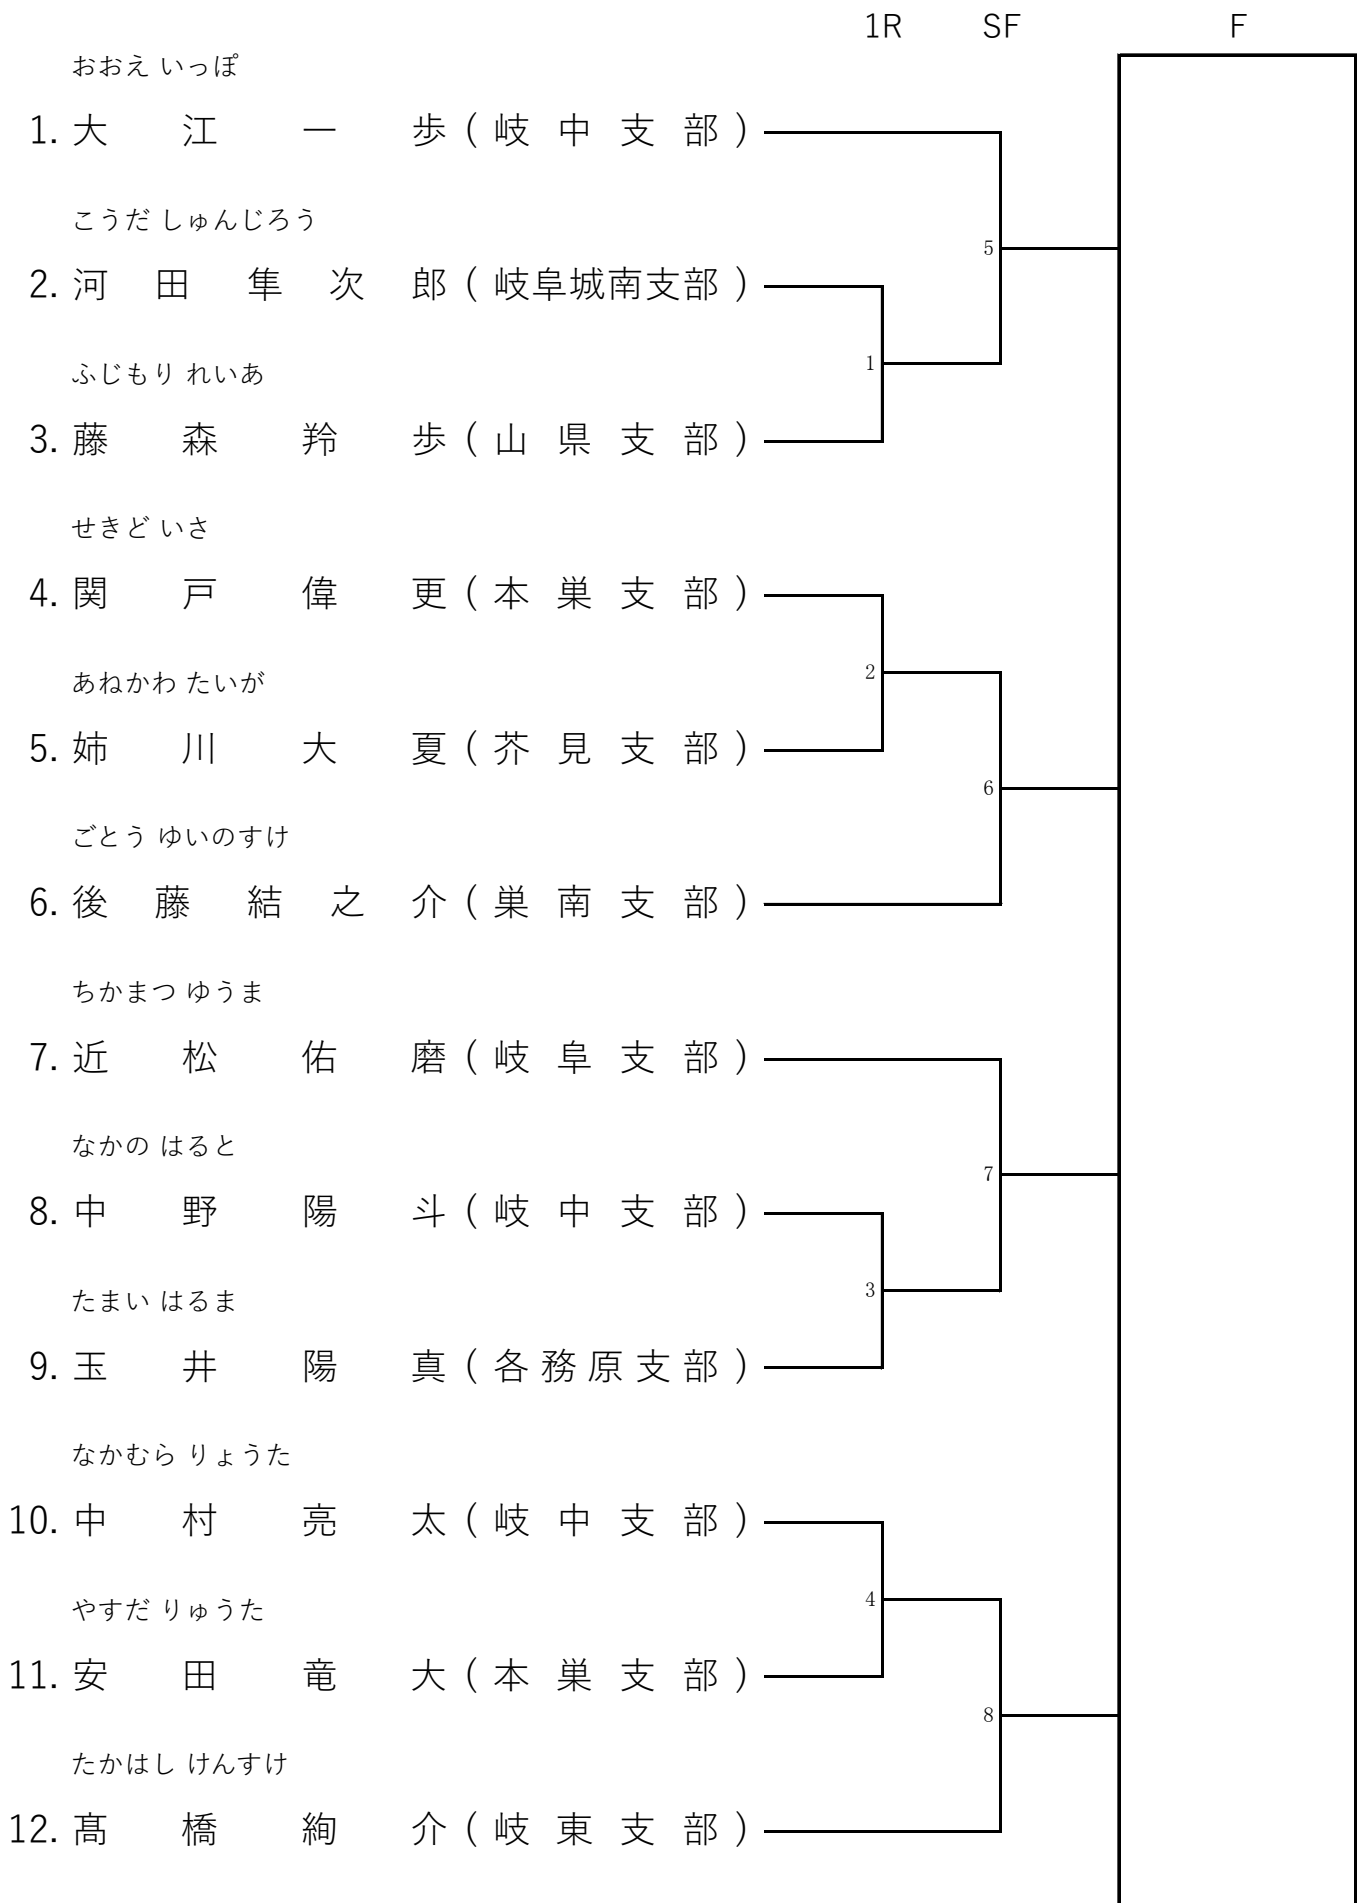 1R SF F
おおえ いっぽ
1. 大江一歩(岐中支部)
こうだ しゅんじろう
2. 河田隼次郎(岐阜城南支部)
5
ふじもり れいあ
1
3. 藤森羚歩(山県支部)
せきど いさ
4. 関戸偉更(本巣支部)
あねかわ たいが
2
5. 姉川大夏(芥見支部)
6
ごとう ゆいのすけ
6. 後藤結之介(巣南支部)
ちかまつ ゆうま
7. 近松佑磨(岐阜支部)
なかの はると
7
8. 中野陽斗(岐中支部)
たまい はるま
3
9. 玉井陽真(各務原支部)
なかむら りょうた
10. 中村亮太(岐中支部)
やすだ りゅうた
4
11. 安田竜大(本巣支部)
8
たかはし けんすけ
12. 髙橋絢介(岐東支部)